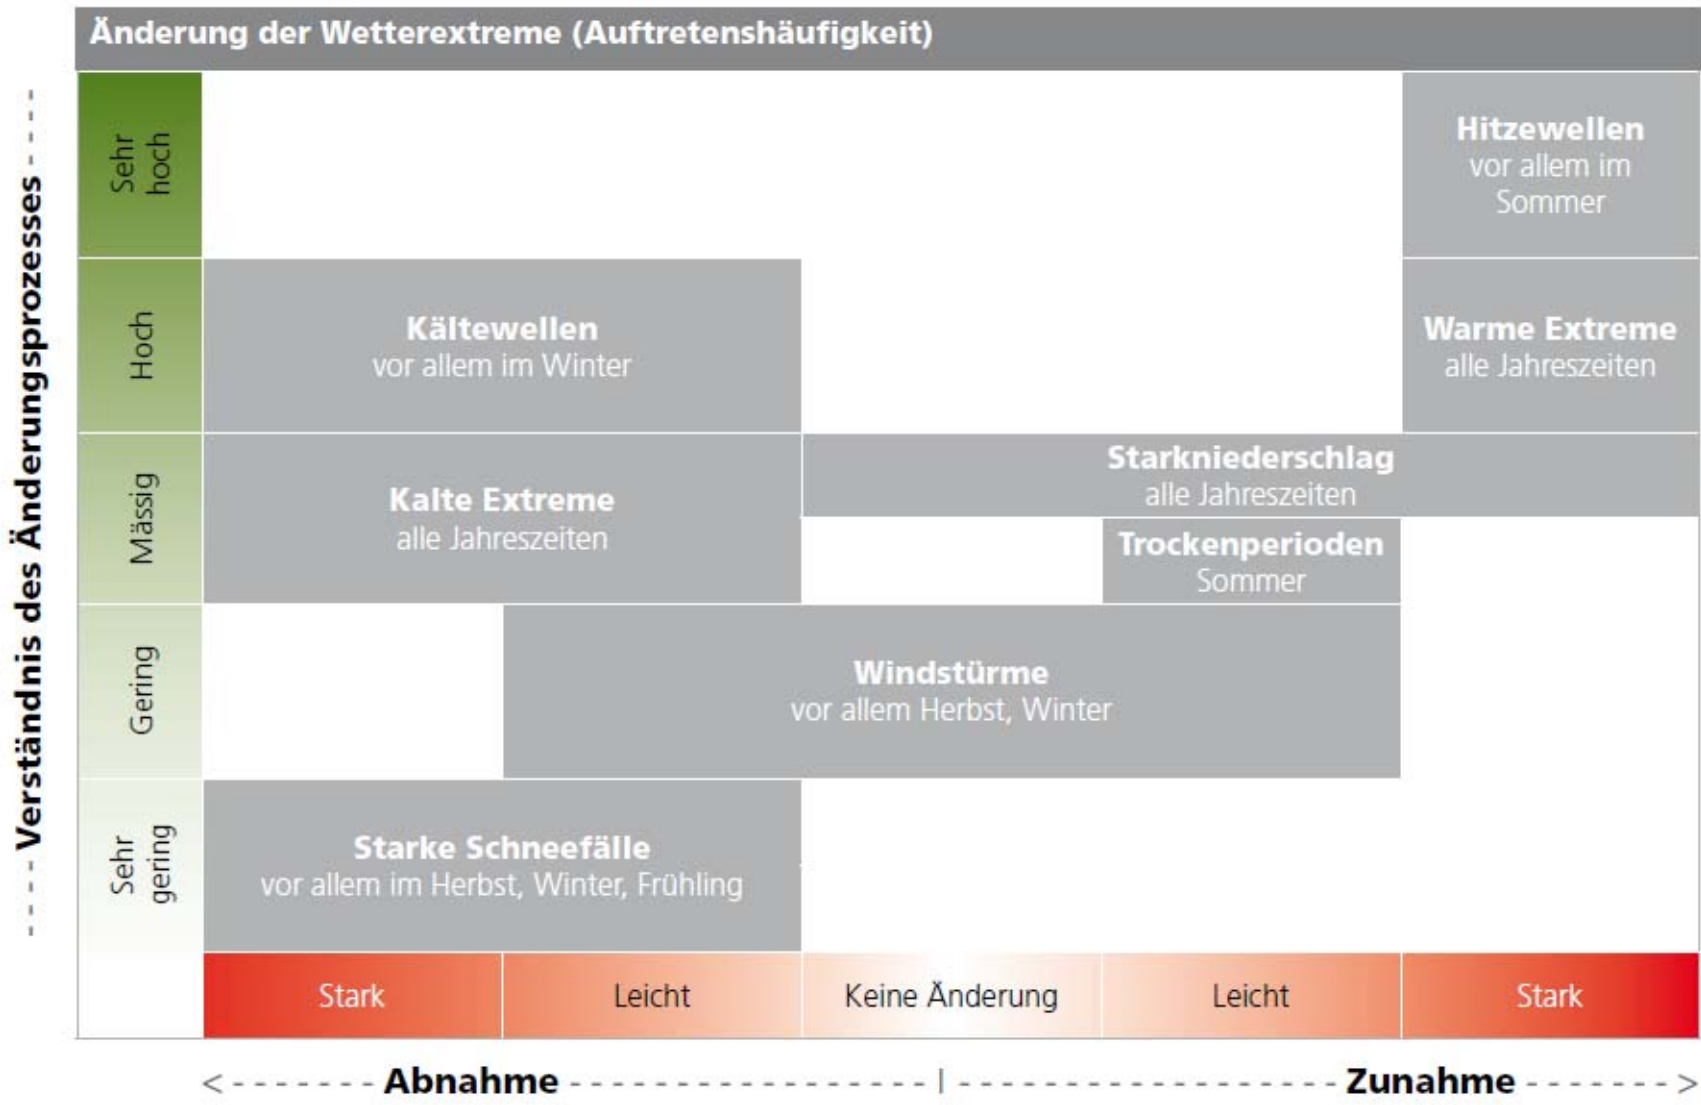 Änderung der Wetterextreme (Auftretenshäufigkeit)
- - - - Verständnis des Änderungsprozesses - - - -
Sehr
hoch
Hitzewellen
vor allem im
Sommer
Hoch
Kältewellen
vor allem im Winter
Warme Extreme
alle Jahreszeiten
Mässig
Kalte Extreme
alle Jahreszeiten
Starkniederschlag
alle Jahreszeiten
Trockenperioden
Sommer
Gering
Windstürme
vor allem Herbst, Winter
Sehr
gering
Starke Schneefälle
vor allem im Herbst, Winter, Frühling
Stark
Leicht
Keine Änderung
Leicht
Stark
< - - - - - - - Abnahme - - - - - - - - - - - - - - - - - | - - - - - - - - - - - - - - - - - - Zunahme - - - - - - - >